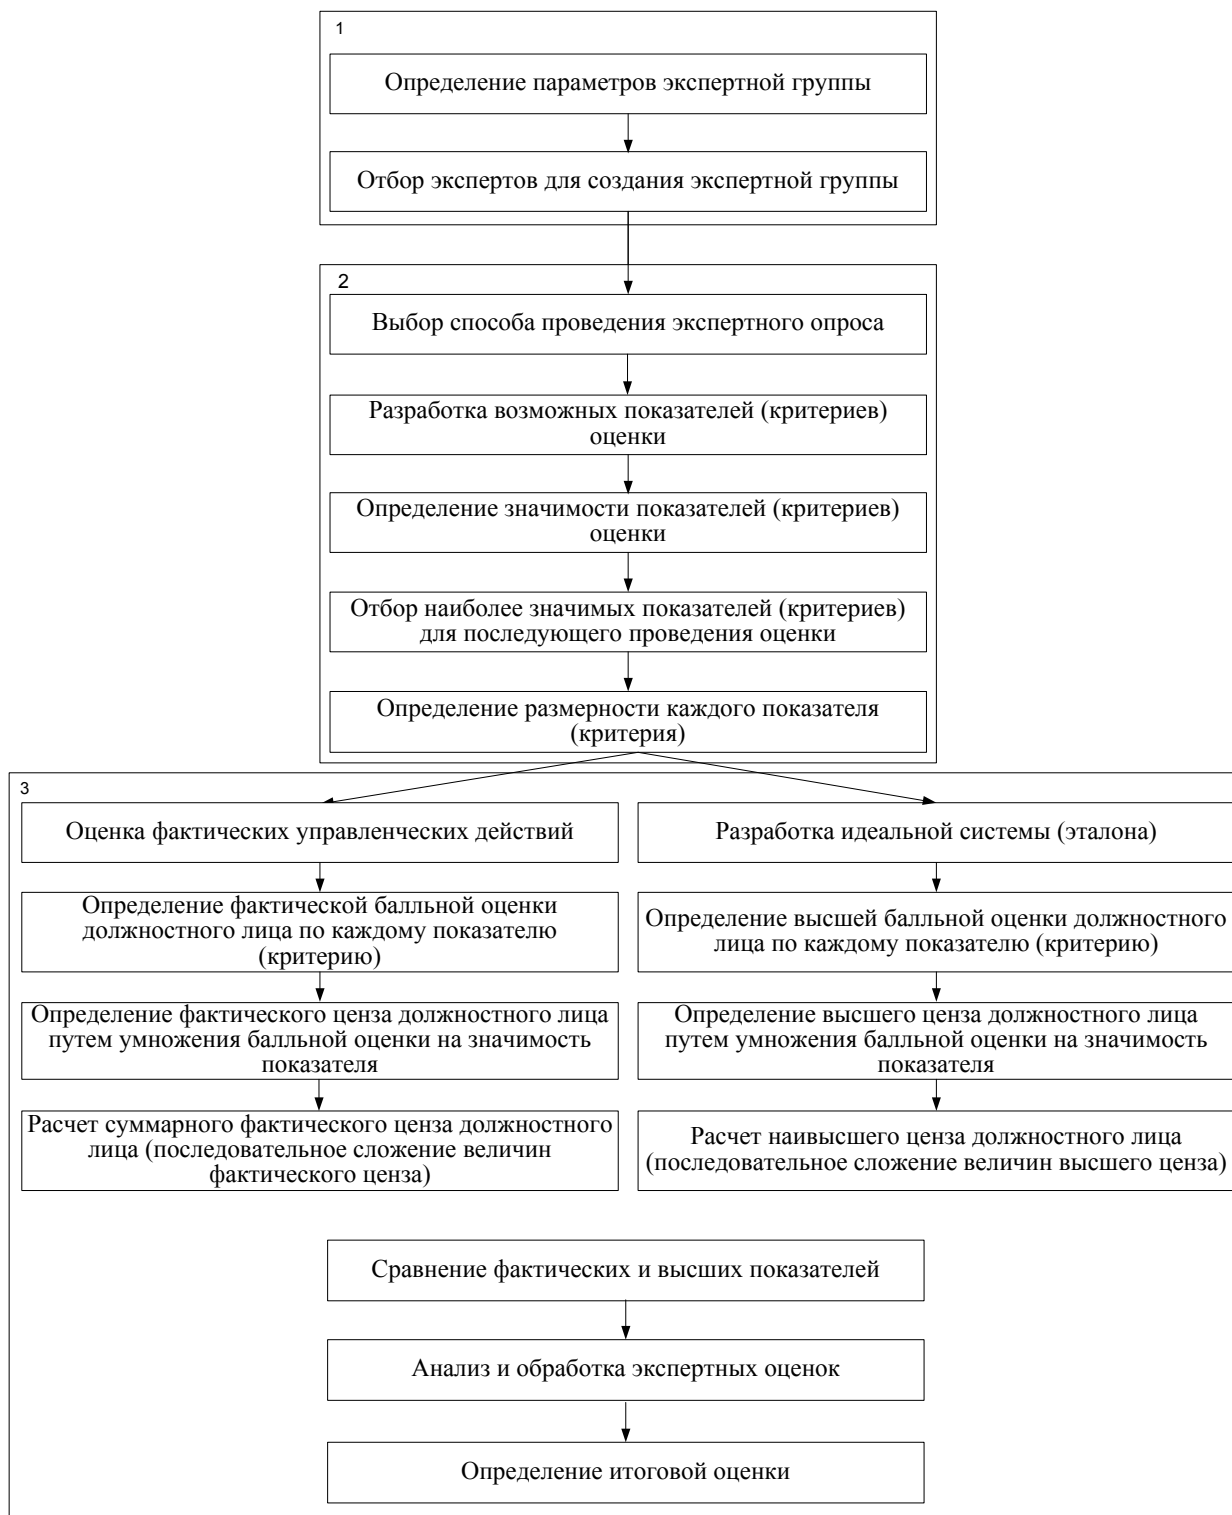 1
Определение параметров экспертной группы
Отбор экспертов для создания экспертной группы
2
Выбор способа проведения экспертного опроса
Разработка возможных показателей (критериев)
оценки
Определение значимости показателей (критериев)
оценки
Отбор наиболее значимых показателей (критериев)
для последующего проведения оценки
Определение размерности каждого показателя
(критерия)
3
Оценка фактических управленческих действий
Определение фактической балльной оценки
должностного лица по каждому показателю
(критерию)
Определение фактического ценза должностного лица
путем умножения балльной оценки на значимость
показателя
Расчет суммарного фактического ценза должностного
лица (последовательное сложение величин
фактического ценза)
Разработка идеальной системы (эталона)
Определение высшей балльной оценки должностного
лица по каждому показателю (критерию)
Определение высшего ценза должностного лица
путем умножения балльной оценки на значимость
показателя
Расчет наивысшего ценза должностного лица
(последовательное сложение величин высшего ценза)
Сравнение фактических и высших показателей
Анализ и обработка экспертных оценок
Определение итоговой оценки